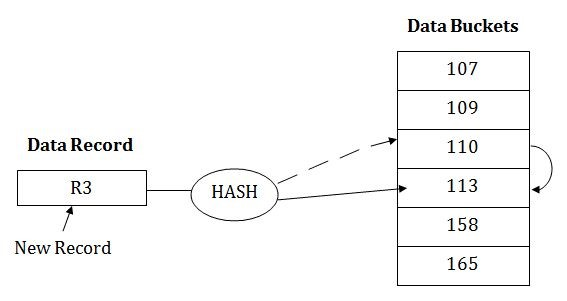 Data Buckets
107
109
Data Record
110
R3
HASH
113
New Record
158
165